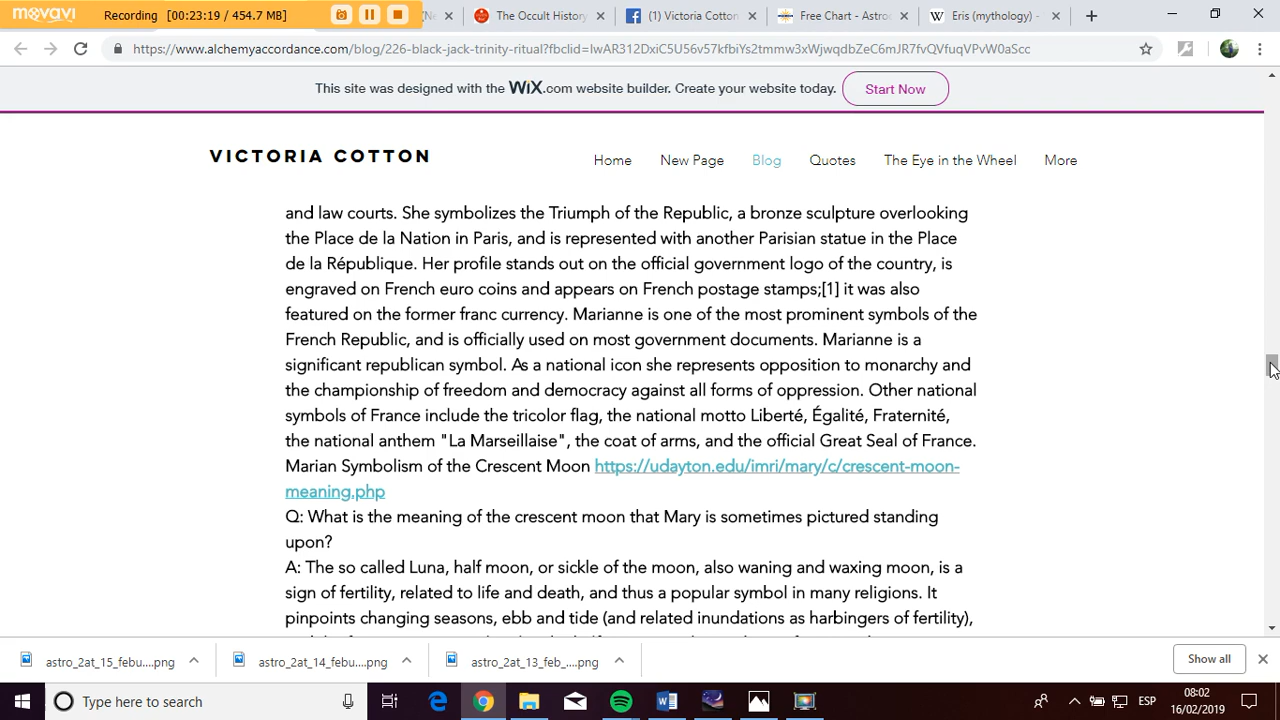 movavi Recording [00:23:19 / 454.7 MB]
The Occult History
(1) Victoria Cotton
Free Chart - Astro
W Eris (mythology) -
https://www.alchemyaccordance.com/blog/226-black-jack-trinity-ritual?fbclid=IwAR312DxiC5U56v57kfbiYs2tmmw3xWjwqdbZeC6mJR7fvQVfuqVPvW0aScc
This site was designed with the WiX.com website builder. Create your website today. Start Now
VICTORIA COTTON
Home New Page Blog Quotes The Eye in the Wheel More
and law courts. She symbolizes the Triumph of the Republic, a bronze sculpture overlooking
the Place de la Nation in Paris, and is represented with another Parisian statue in the Place
de la République. Her profile stands out on the official government logo of the country, is
engraved on French euro coins and appears on French postage stamps;[1] it was also
featured on the former franc currency. Marianne is one of the most prominent symbols of the
French Republic, and is officially used on most government documents. Marianne is a
significant republican symbol. As a national icon she represents opposition to monarchy and
the championship of freedom and democracy against all forms of oppression. Other national
symbols of France include the tricolor flag, the national motto Liberté, Égalité, Fraternité,
the national anthem "La Marseillaise", the coat of arms, and the official Great Seal of France.
Marian Symbolism of the Crescent Moon https://udayton.edu/imri/mary/c/crescent-moon-
meaning.php
Q: What is the meaning of the crescent moon that Mary is sometimes pictured standing
upon?
A: The so called Luna, half moon, or sickle of the moon, also waning and waxing moon, is a
sign of fertility, related to life and death, and thus a popular symbol in many religions. It
pinpoints changing seasons, ebb and tide (and related inundations as harbingers of fertility),
astro_2at_15_febu....png
astro_2at_14_febu....png
astro_2at_13_feb_....png
Show all
Type here to search
ESP
08:02
16/02/2019